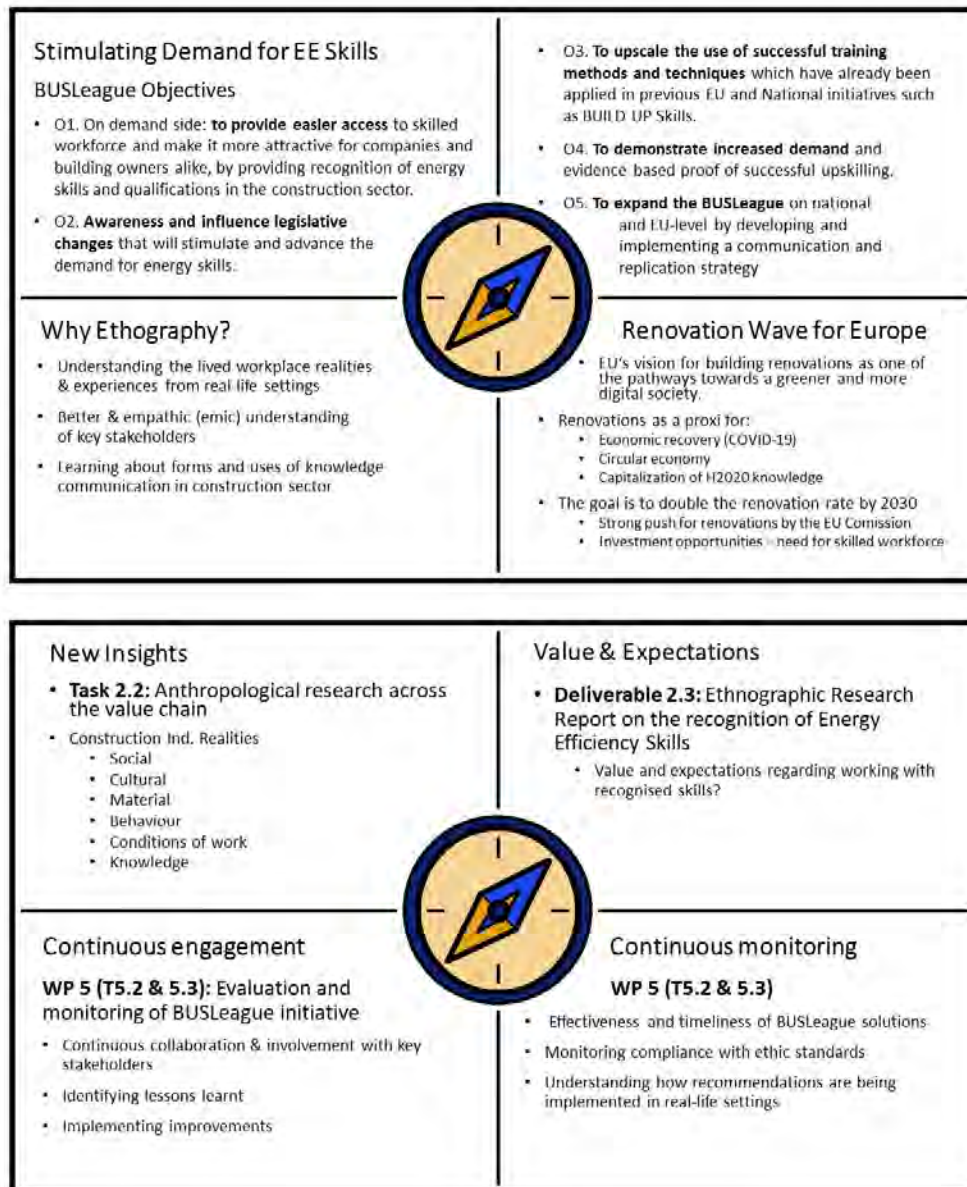 Stimulating Demand for EE Skills
BUSLeague Objectives
• O1. On demand side: to provide easier access to skilled
workforce and make it more attractive for companies and
building owners alike, by providing recognition of energy
skills and qualifications in the construction sector.
• O2. Awareness and influence legislative
changes that will stimulate and advance the
demand for energy skills.
• O3. To upscale the use of successful training
methods and techniques which have already been
applied in previous EU and National initiatives such
as BUILD UP Skills.
• O4. To demonstrate increased demand and
evidence based proof of successful upskilling.
• O5. To expand the BUSLeague on national
and EU-level by developing and
implementing a communication and
replication strategy
Why Ethography?
• Understanding the lived workplace realities
& experiences from real life settings
• Better & empathic (emic) understanding
of key stakeholders
• Learning about forms and uses of knowledge
communication in construction sector
Renovation Wave for Europe
• EU's vision for building renovations as one of
the pathways towards a greener and more
digital society.
• Renovations as a proxi for:
• Economic recovery (COVID-19)
• Circular economy
• Capitalization of H2020 knowledge
• The goal is to double the renovation rate by 2030
• Strong push for renovations by the EU Comission
• Investment opportunities – need for skilled workforce
New Insights
• Task 2.2: Anthropological research across
the value chain
• Construction Ind. Realities
• Social
• Cultural
• Material
• Behaviour
• Conditions of work
• Knowledge
Value & Expectations
• Deliverable 2.3: Ethnographic Research
Report on the recognition of Energy
Efficiency Skills
• Value and expectations regarding working with
recognised skills?
Continuous engagement
WP 5 (T5.2 & 5.3): Evaluation and
monitoring of BUSLeague initiative
• Continuous collaboration & involvement with key
stakeholders
• Identifying lessons learnt
• Implementing improvements
Continuous monitoring
WP 5 (T5.2 & 5.3)
• Effectiveness and timeliness of BUSLeague solutions
• Monitoring compliance with ethic standards
• Understanding how recommendations are being
implemented in real-life settings